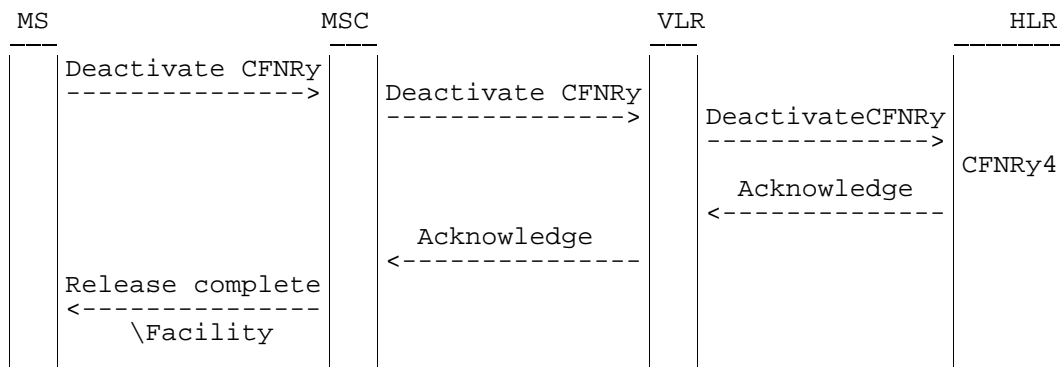 MS MSC VLR HLR
Deactivate CFNRy
Deactivate CFNRy
DeactivateCFNRy
CFNRy4
Acknowledge
Acknowledge
Release complete
\Facility